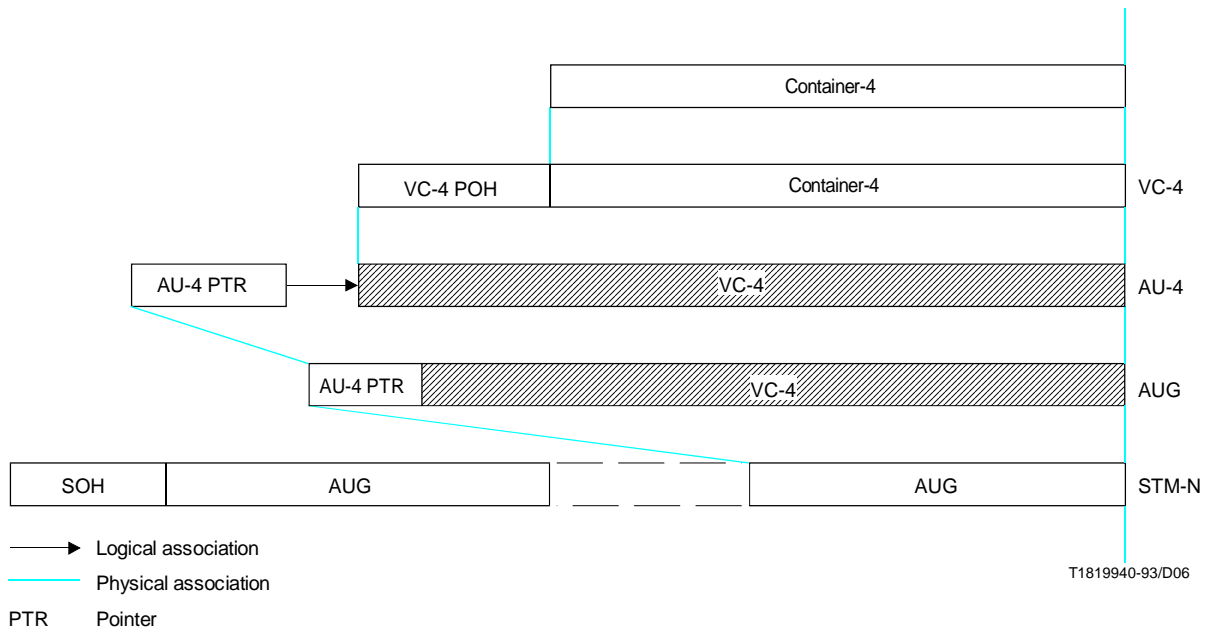 Container-4
VC-4 POH Container-4 VC-4
AU-4 PTR VC-4 AU-4
AU-4 PTR VC-4 AUG
SOH AUG AUG STM-N
Logical association
Physical association
T1819940-93/D06
PTR Pointer